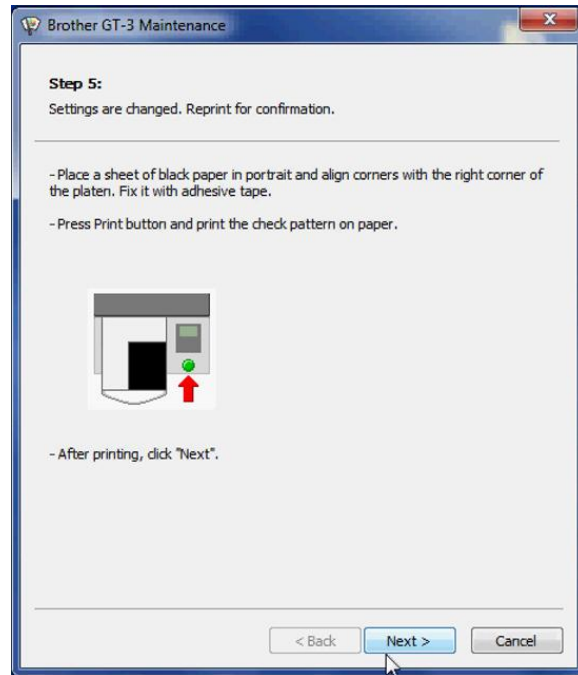 Brother GT-3 Maintenance
Step 5:
Settings are changed. Reprint for confirmation.
- Place a sheet of black paper in portrait and align corners with the right corner of
the platen. Fix it with adhesive tape.
- Press Print button and print the check pattern on paper.
- After printing, click "Next".
< Back
Next >
Cancel